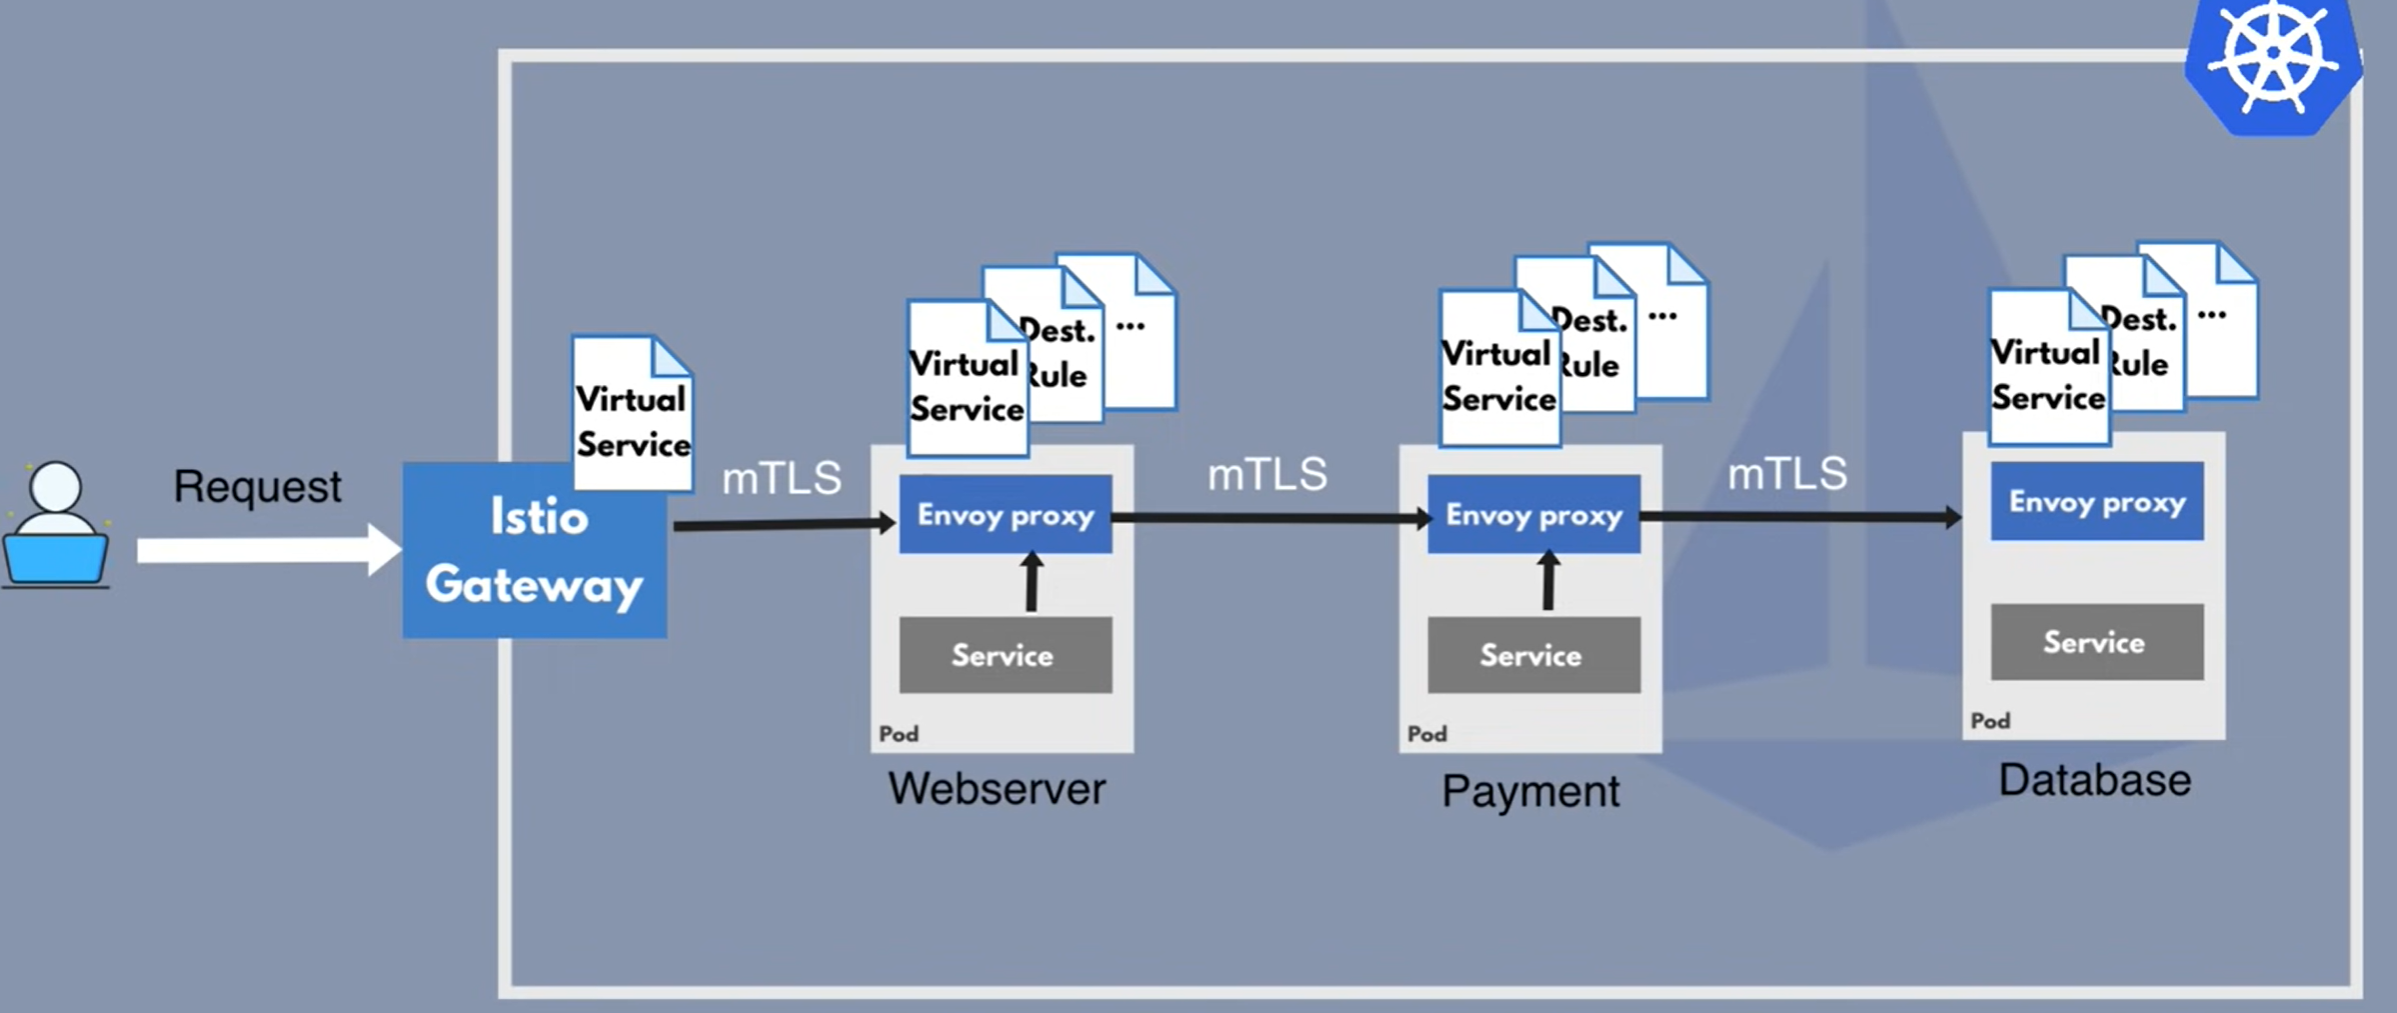 Request
Istio
Gateway
Virtual
Service
mTLS
Virtual
Service
Dest.
Rule
...
Envoy proxy
Service
Pod
Webserver
mTLS
Virtual
Service
Dest.
Rule
...
Envoy proxy
Service
Pod
Payment
mTLS
Virtual
Service
Dest.
Rule
...
Envoy proxy
Service
Pod
Database